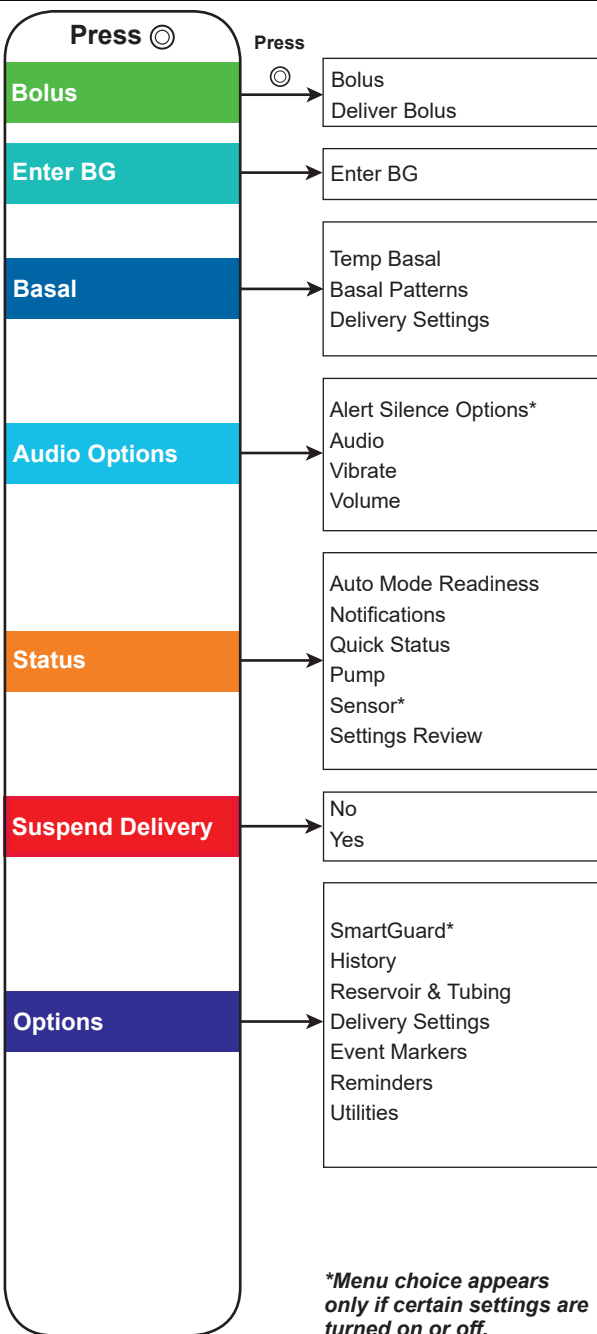 Press
Press
Bolus
Bolus
Deliver Bolus
Enter BG
Enter BG
Basal
Temp Basal
Basal Patterns
Delivery Settings
Audio Options
Alert Silence Options*
Audio
Vibrate
Volume
Status
Auto Mode Readiness
Notifications
Quick Status
Pump
Sensor*
Settings Review
Suspend Delivery
No
Yes
Options
SmartGuard*
History
Reservoir & Tubing
Delivery Settings
Event Markers
Reminders
Utilities
*Menu choice appears
only if certain settings are
turned on or off.